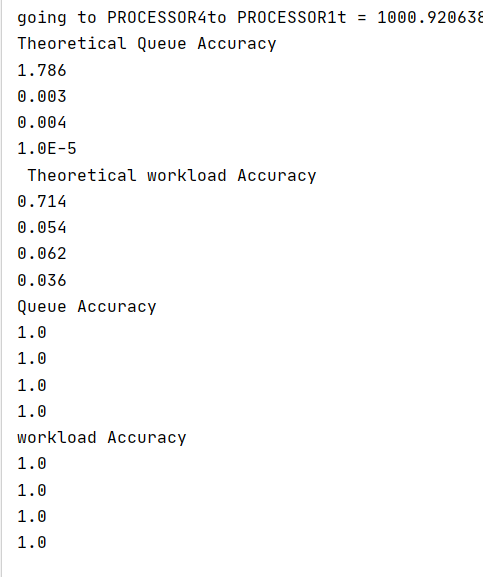 going to PROCESSOR4to PROCESSOR1t = 1000.920638
Theoretical Queue Accuracy
1.786
0.003
0.004
1.0E-5
Theoretical workload Accuracy
0.714
0.054
0.062
0.036
Queue Accuracy
1.0
1.0
1.0
1.0
workload Accuracy
1.0
1.0
1.0
1.0